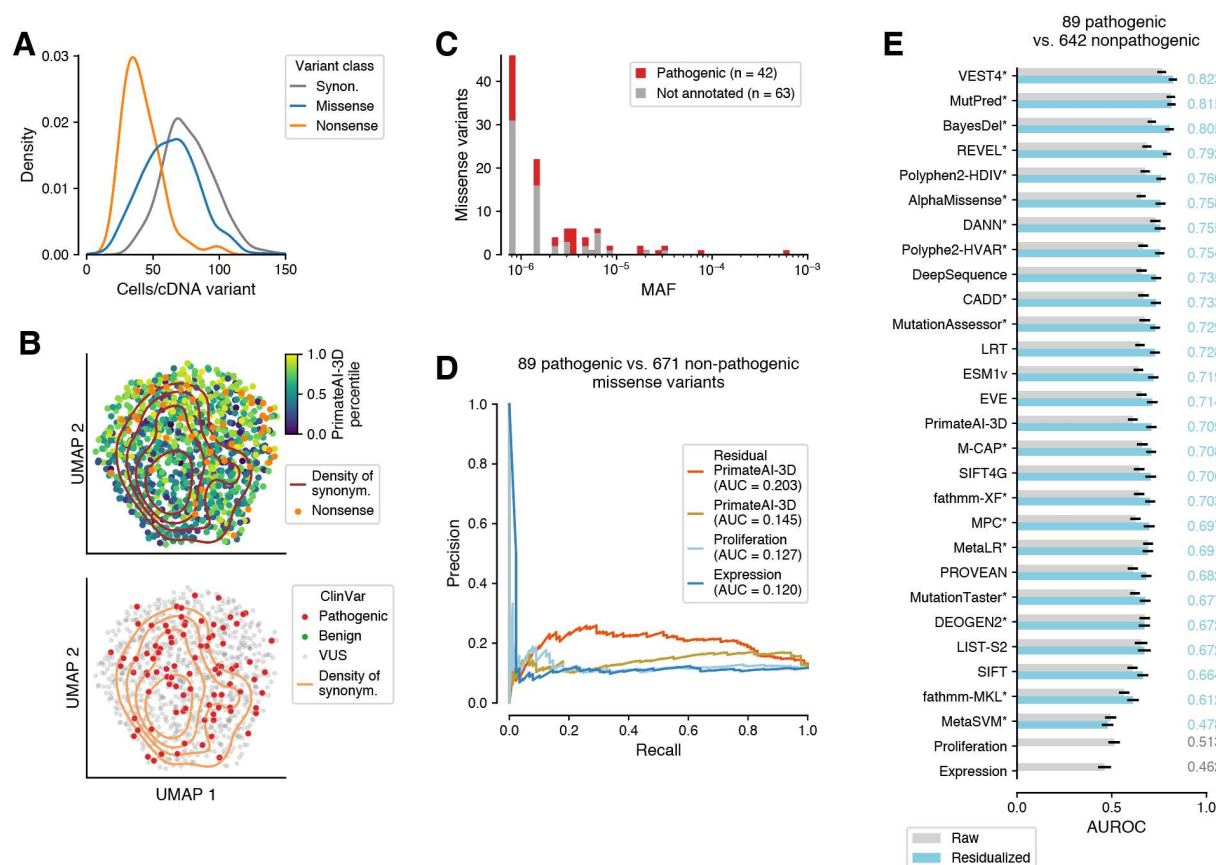 A
0.03
0.02
0.01
0.00
Density
0
50
100
150
Cells/cDNA variant
Variant class
Synon.
Missense
Nonsense
B
UMAP 2
1.0
0.5
0.0
PrimateAI-3D
percentile
Density of
synonym.
Nonsense
UMAP 2
UMAP 1
ClinVar
Pathogenic
Benign
VUS
Density of
synonym.
C
40
30
20
10
0
Missense variants
Pathogenic (n = 42)
Not annotated (n = 63)
10⁻⁶
10⁻⁵
10⁻⁴
10⁻³
MAF
D
89 pathogenic vs. 671 non-pathogenic
missense variants
1.0
0.8
0.6
0.4
0.2
0.0
Precision
Residual
PrimateAI-3D
(AUC = 0.203)
PrimateAI-3D
(AUC = 0.145)
Proliferation
(AUC = 0.127)
Expression
(AUC = 0.120)
0.0
0.2
0.4
0.6
0.8
1.0
Recall
E
89 pathogenic
vs. 642 nonpathogenic
VEST4*
MutPred* 0.815
BayesDel*
REVEL*
Polyphen2-HDIV*
AlphaMissense*
DANN*
Polyphe2-HVAR*
DeepSequence
CADD*
MutationAssessor*
LRT
ESM1v
EVE
PrimateAI-3D
M-CAP*
SIFT4G
fathmm-XF*
MPC*
MetaLR*
PROVEAN
MutationTaster*
DEOGEN2*
LIST-S2
SIFT
fathmm-MKL*
MetaSVM*
Proliferation
Expression
0.0
0.5
1.0
AUROC
Raw
Residualized